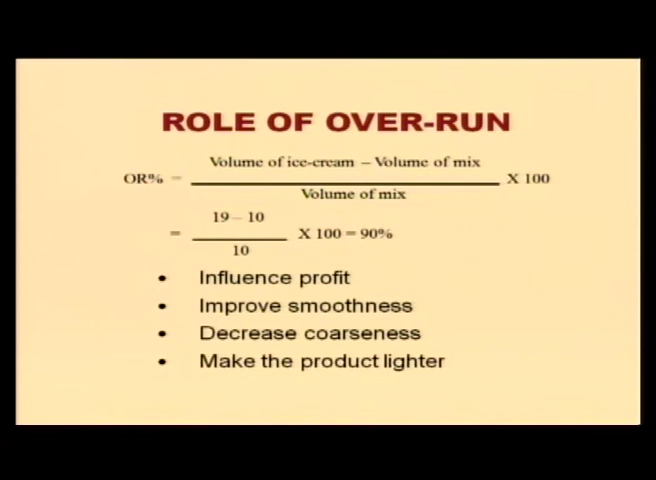 ROLE OF OVER-RUN
Volume of ice-cream – Volume of mix
OR% = X 100
Volume of mix
19 – 10
= X 100 = 90%
10
• Influence profit
• Improve smoothness
• Decrease coarseness
• Make the product lighter